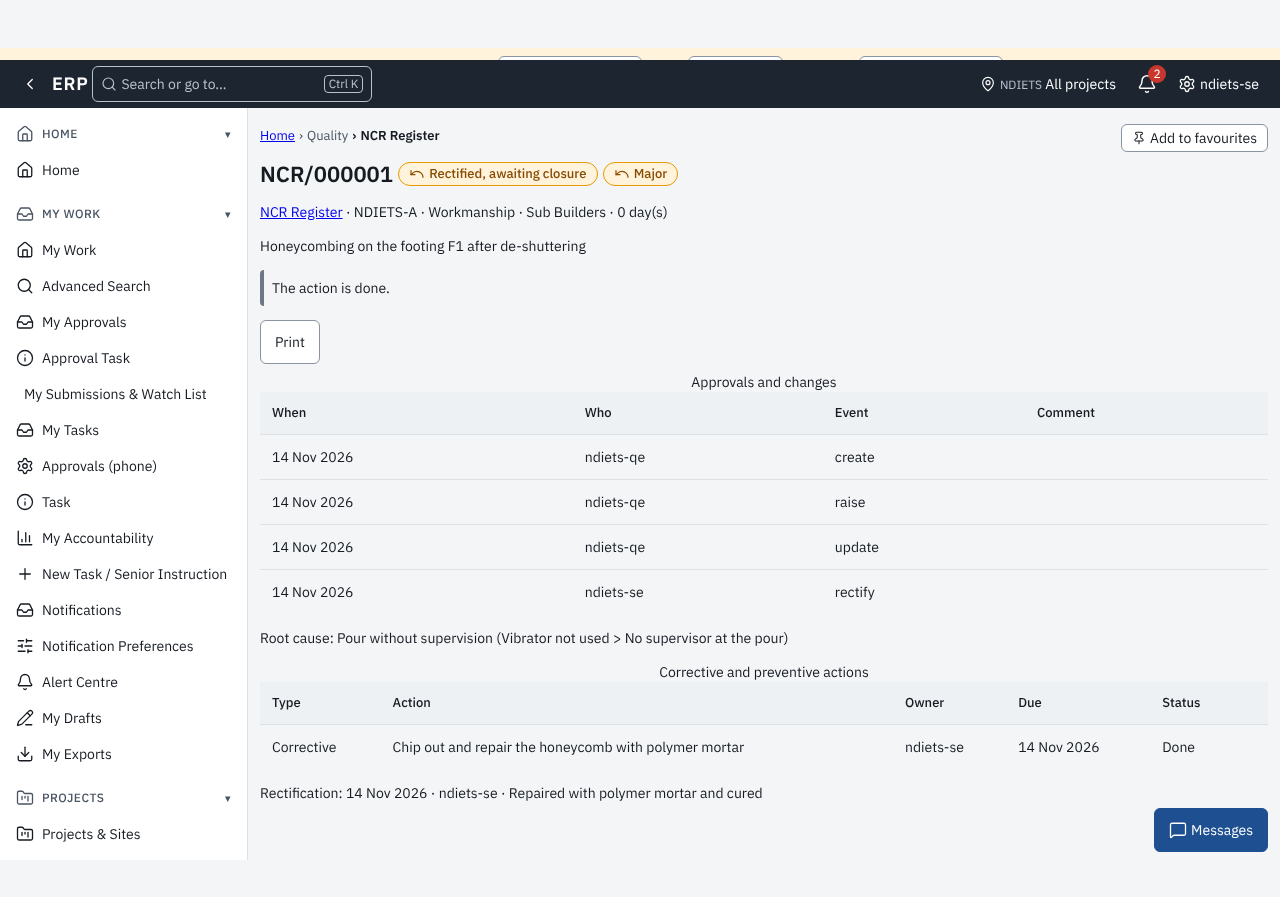 ERP
Search or go to...
Ctrl K
NDIETS All projects
2
ndiets-se
HOME
Home
MY WORK
My Work
Advanced Search
My Approvals
Approval Task
My Submissions & Watch List
My Tasks
Approvals (phone)
Task
My Accountability
New Task / Senior Instruction
Notifications
Notification Preferences
Alert Centre
My Drafts
My Exports
PROJECTS
Projects & Sites
Home › Quality › NCR Register
Add to favourites
NCR/000001 Rectified, awaiting closure Major
NCR Register · NDIETS-A · Workmanship · Sub Builders · 0 day(s)
Honeycombing on the footing F1 after de-shuttering
The action is done.
Print
Approvals and changes
When Who Event Comment
14 Nov 2026 ndiets-qe create
14 Nov 2026 ndiets-qe raise
14 Nov 2026 ndiets-qe update
14 Nov 2026 ndiets-se rectify
Root cause: Pour without supervision (Vibrator not used > No supervisor at the pour)
Corrective and preventive actions
Type Action Owner Due Status
Corrective Chip out and repair the honeycomb with polymer mortar ndiets-se 14 Nov 2026 Done
Rectification: 14 Nov 2026 · ndiets-se · Repaired with polymer mortar and cured
Messages